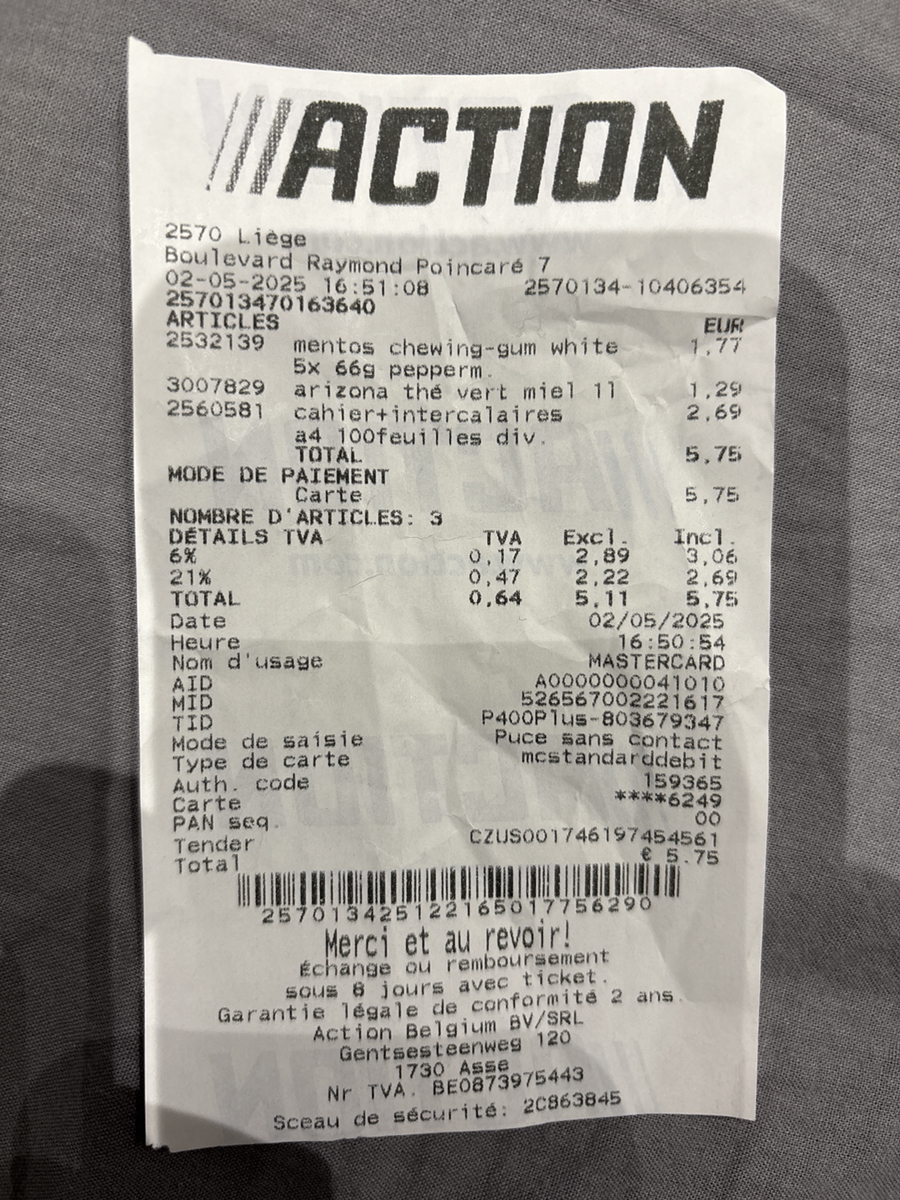 ACTION
2570 Liège
Boulevard Raymond Poincaré 7
02-05-2025 16:51:08 2570134-10406354
257013470163640
ARTICLES EUR
2532139 mentos chewing-gum white 1,77
5x 66g pepperm.
3007829 arizona thé vert miel 1l 1,29
2560581 cahier+intercalaires 2,69
a4 100feuilles div.
TOTAL 5,75
MODE DE PAIEMENT
Carte 5,75
NOMBRE D'ARTICLES: 3
DÉTAILS TVA TVA Excl. Incl.
6% 0,17 2,89 3,06
21% 0,47 2,22 2,69
TOTAL 0,64 5,11 5,75
Date 02/05/2025
Heure 16:50:54
Nom d'usage MASTERCARD
AID A0000000041010
MID 526567002221617
TID P400Plus-803679347
Mode de saisie Puce sans contact
Type de carte mcstandarddebit
Auth. code 159365
Carte ****6249
PAN seq. 00
Tender CZUS001746197454561
Total € 5.75
257013425122165017756290
Merci et au revoir!
Échange ou remboursement
sous 8 jours avec ticket.
Garantie légale de conformité 2 ans.
Action Belgium BV/SRL
Gentsesteenweg 120
1730 Asse
Nr TVA. BE0873975443
Sceau de sécurité: 2C863845